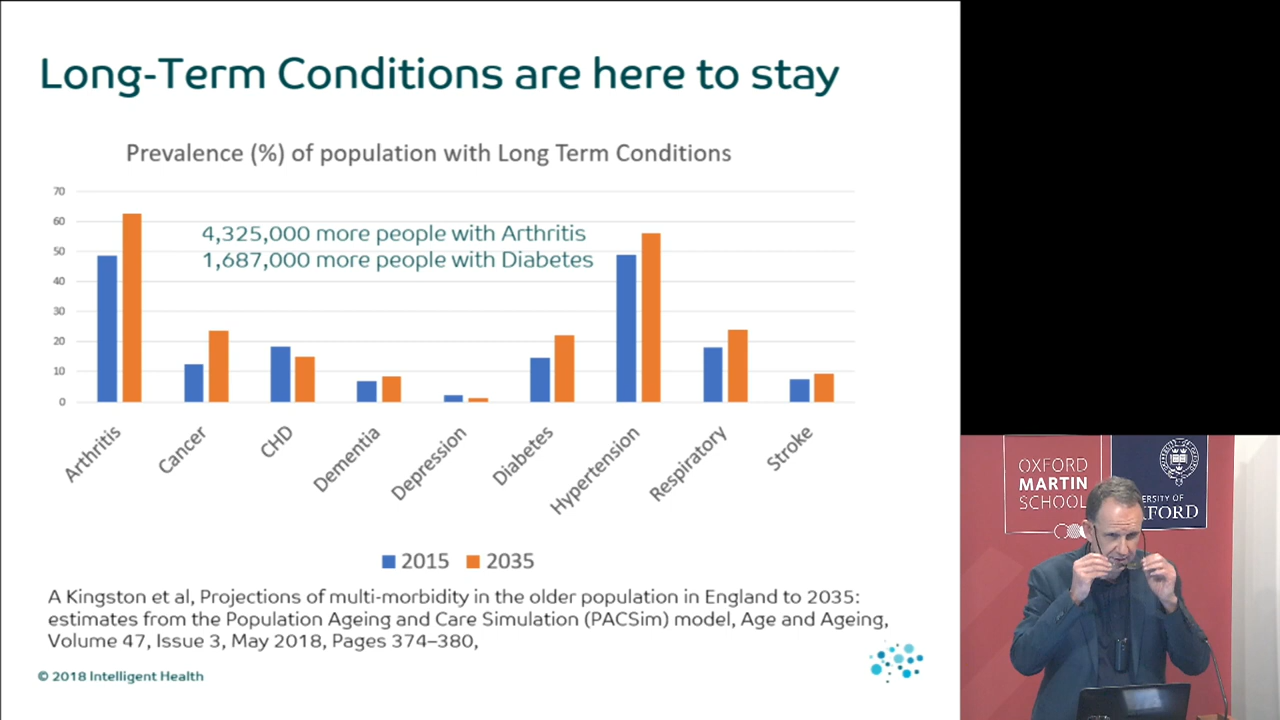 Long-Term Conditions are here to stay
Prevalence (%) of population with Long Term Conditions
70
60
50
40
30
20
10
0
4,325,000 more people with Arthritis
1,687,000 more people with Diabetes
Arthritis
Cancer
CHD
Dementia
Depression
Diabetes
Hypertension
Respiratory
Stroke
2015
2035
A Kingston et al, Projections of multi-morbidity in the older population in England to 2035:
estimates from the Population Ageing and Care Simulation (PACSim) model, Age and Ageing,
Volume 47, Issue 3, May 2018, Pages 374–380,
© 2018 Intelligent Health
OXFORD
MARTIN
SCHOOL